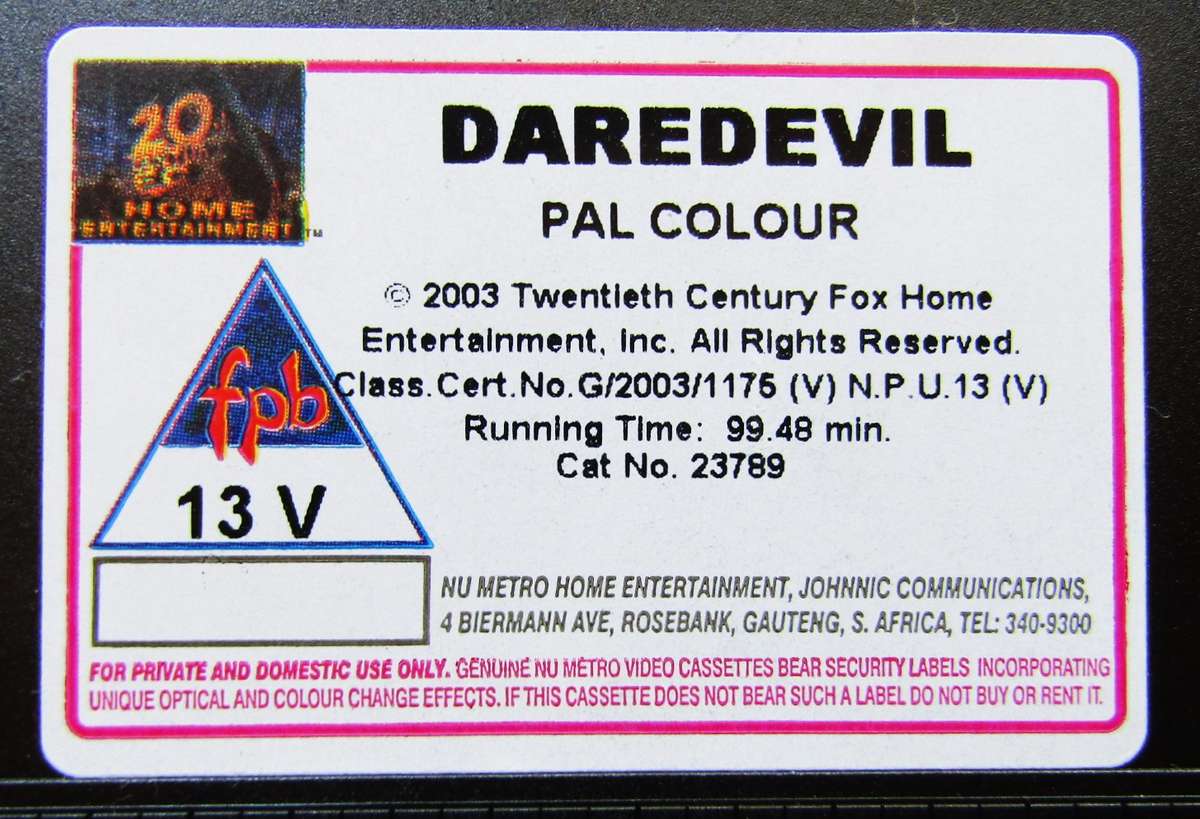 20
HOME
ENTERTAINMENT™
DAREDEVIL
PAL COLOUR
© 2003 Twentieth Century Fox Home
Entertainment, Inc. All Rights Reserved.
Class.Cert.No.G/2003/1175 (V) N.P.U.13 (V)
Running Time: 99.48 min.
Cat No. 23789
fpb
13 V
NU METRO HOME ENTERTAINMENT, JOHNNIC COMMUNICATIONS,
4 BIERMANN AVE, ROSEBANK, GAUTENG, S. AFRICA, TEL: 340-9300
FOR PRIVATE AND DOMESTIC USE ONLY. GENUINE NU METRO VIDEO CASSETTES BEAR SECURITY LABELS INCORPORATING
UNIQUE OPTICAL AND COLOUR CHANGE EFFECTS. IF THIS CASSETTE DOES NOT BEAR SUCH A LABEL DO NOT BUY OR RENT IT.